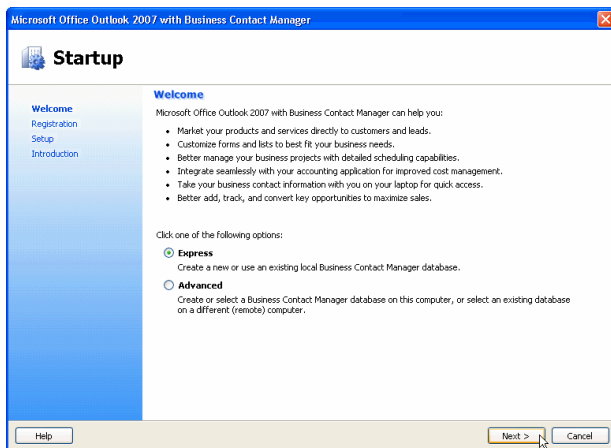 Microsoft Office Outlook 2007 with Business Contact Manager
Startup
Welcome
Registration
Setup
Introduction
Welcome
Microsoft Office Outlook 2007 with Business Contact Manager can help you:
• Market your products and services directly to customers and leads.
• Customize forms and lists to best fit your business needs.
• Better manage your business projects with detailed scheduling capabilities.
• Integrate seamlessly with your accounting application for improved cost management.
• Take your business contact information with you on your laptop for quick access.
• Better add, track, and convert key opportunities to maximize sales.
Click one of the following options:
Express
Create a new or use an existing local Business Contact Manager database.
Advanced
Create or select a Business Contact Manager database on this computer, or select an existing database
on a different (remote) computer.
Help
Next >
Cancel